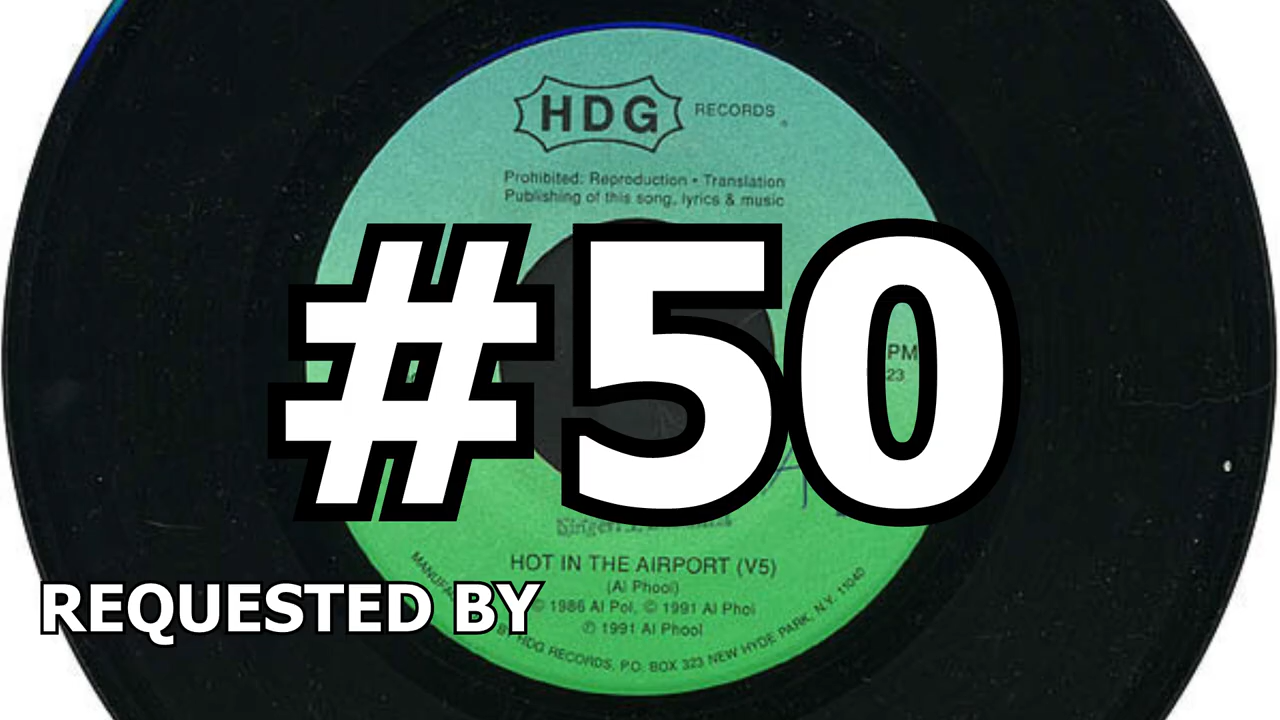 HDG RECORDS
Prohibited: Reproduction • Translation
Publishing of this song, lyrics & music
#50
PM
23
HOT IN THE AIRPORT (V5)
(Al Phool)
REQUESTED BY
© 1986 Al Pol, © 1991 Al Phol
℗ 1991 Al Phool
BY HDG RECORDS, P.O. BOX 323 NEW HYDE PARK, N.Y. 11040